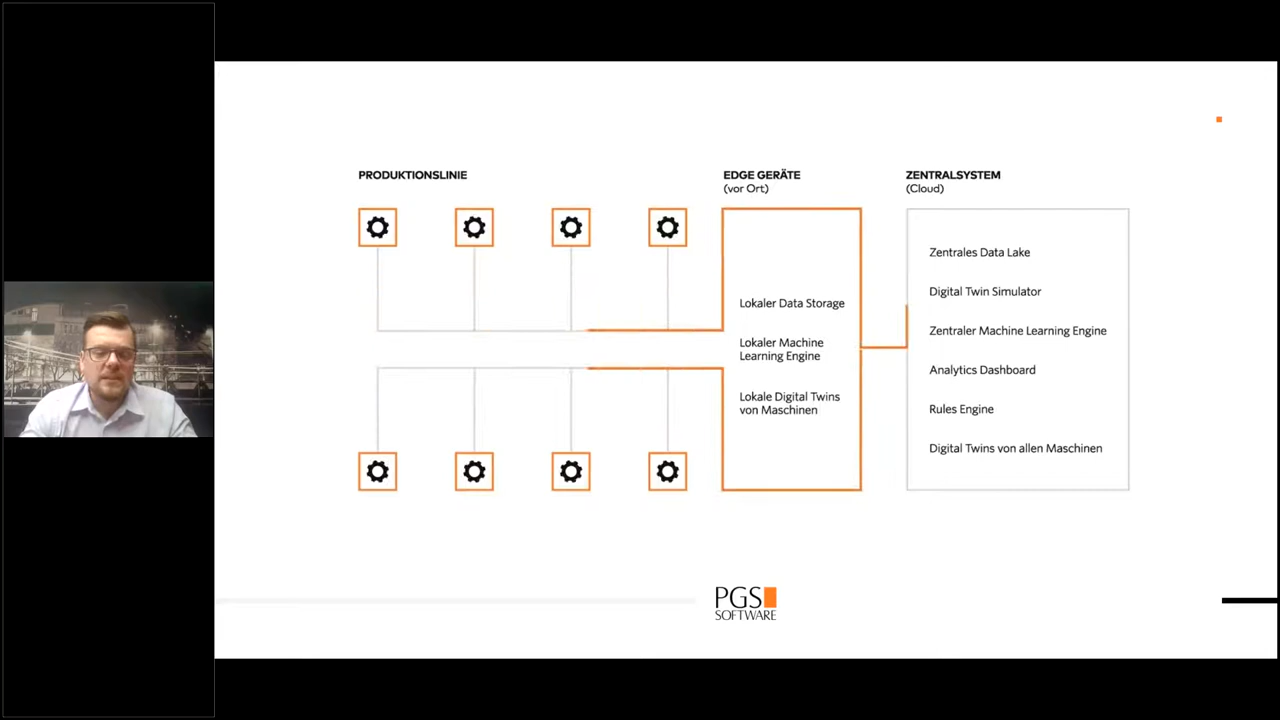 PRODUKTIONSLINIE
EDGE GERÄTE
(vor Ort)
Lokaler Data Storage
Lokaler Machine
Learning Engine
Lokale Digital Twins
von Maschinen
ZENTRALSYSTEM
(Cloud)
Zentrales Data Lake
Digital Twin Simulator
Zentraler Machine Learning Engine
Analytics Dashboard
Rules Engine
Digital Twins von allen Maschinen
PGS
SOFTWARE